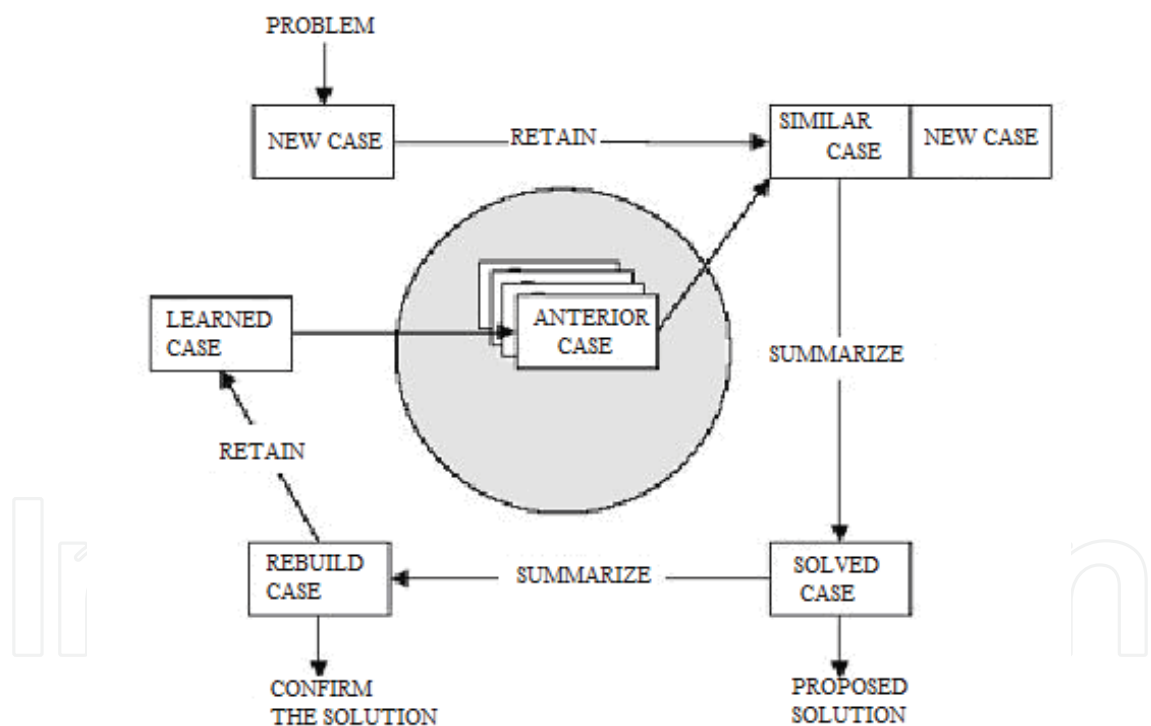 PROBLEM
NEW CASE
RETAIN
SIMILAR
CASE
NEW CASE
ANTERIOR
CASE
LEARNED
CASE
SUMMARIZE
RETAIN
REBUILD
CASE
SUMMARIZE
SOLVED
CASE
CONFIRM
THE SOLUTION
PROPOSED
SOLUTION